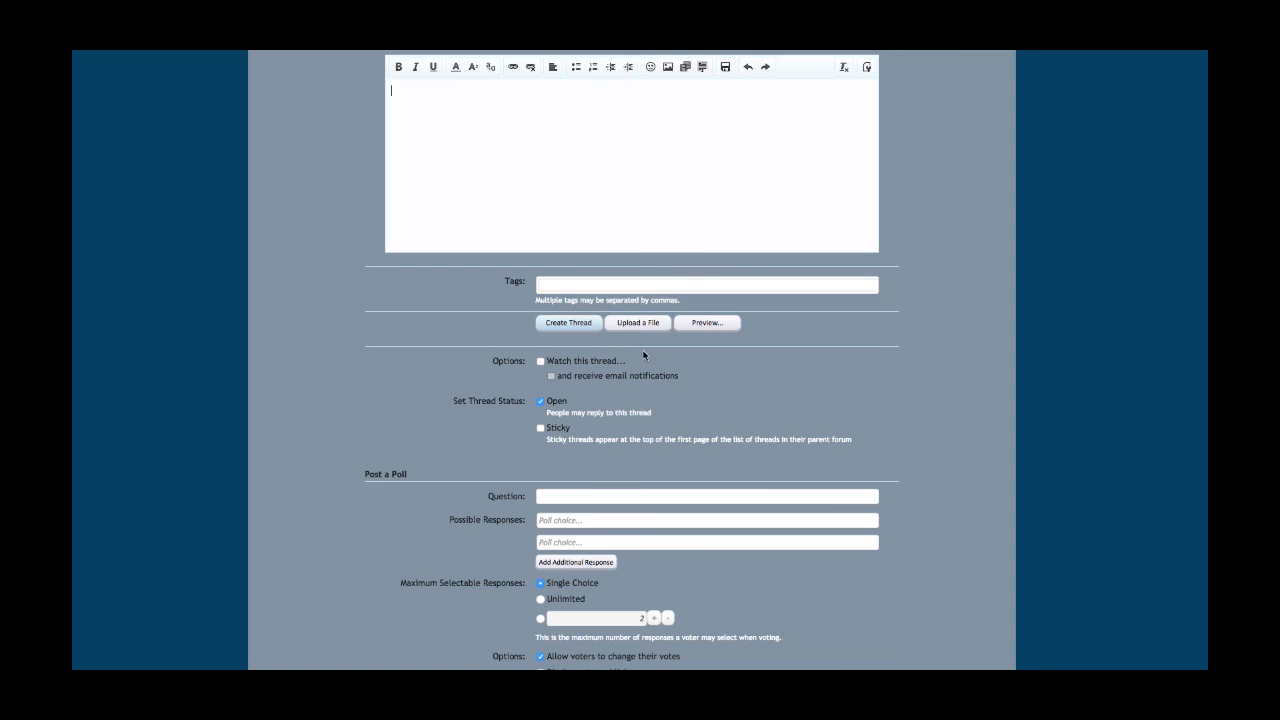 B I U A
Tags:
Multiple tags may be separated by commas.
Create Thread Upload a File Preview...
Options: Watch this thread...
and receive email notifications
Set Thread Status: Open
People may reply to this thread
Sticky
Sticky threads appear at the top of the first page of the list of threads in their parent forum
Post a Poll
Question:
Possible Responses: Poll choice...
Poll choice...
Add Additional Response
Maximum Selectable Responses: Single Choice
Unlimited
2 + -
This is the maximum number of responses a voter may select when voting.
Options: Allow voters to change their votes